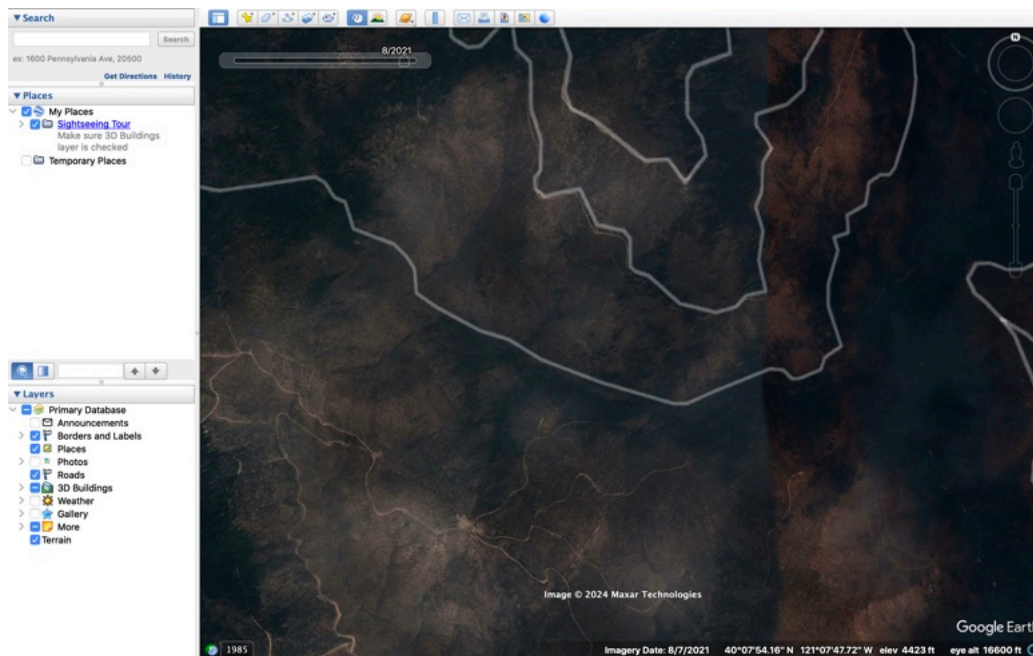 Search
Search
ex: 1600 Pennsylvania Ave, 20500
Get Directions History
Places
My Places
Sightseeing Tour
Make sure 3D Buildings
layer is checked
Temporary Places
Layers
Primary Database
Announcements
Borders and Labels
Places
Photos
Roads
3D Buildings
Weather
Gallery
More
Terrain
8/2021
N
Image © 2024 Maxar Technologies
Google Earth
1985
Imagery Date: 8/7/2021 40°07'54.16" N 121°07'47.72" W elev 4423 ft eye alt 16600 ft